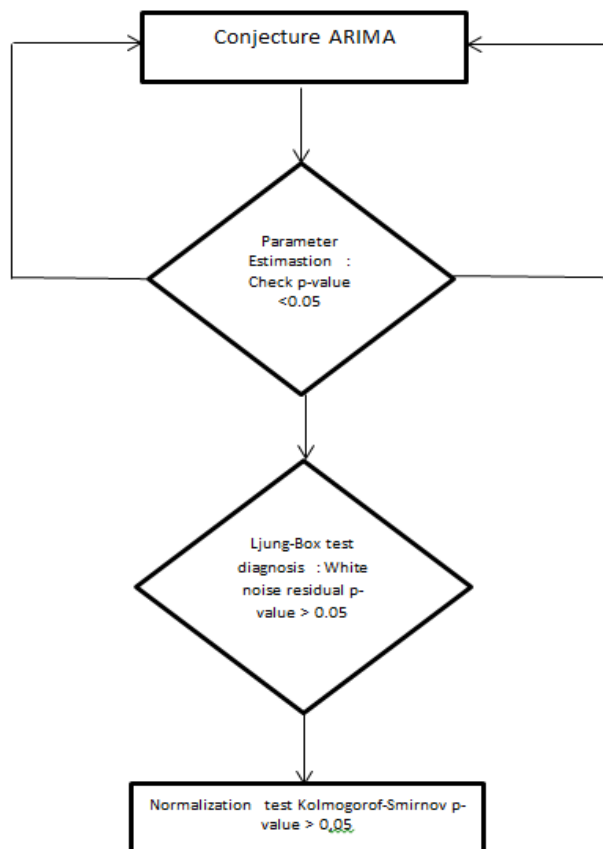 Conjecture ARIMA
Parameter
Estimastion :
Check p-value
<0.05
Ljung-Box test
diagnosis : White
noise residual p-
value > 0.05
Normalization test Kolmogorof-Smirnov p-
value > 0,05